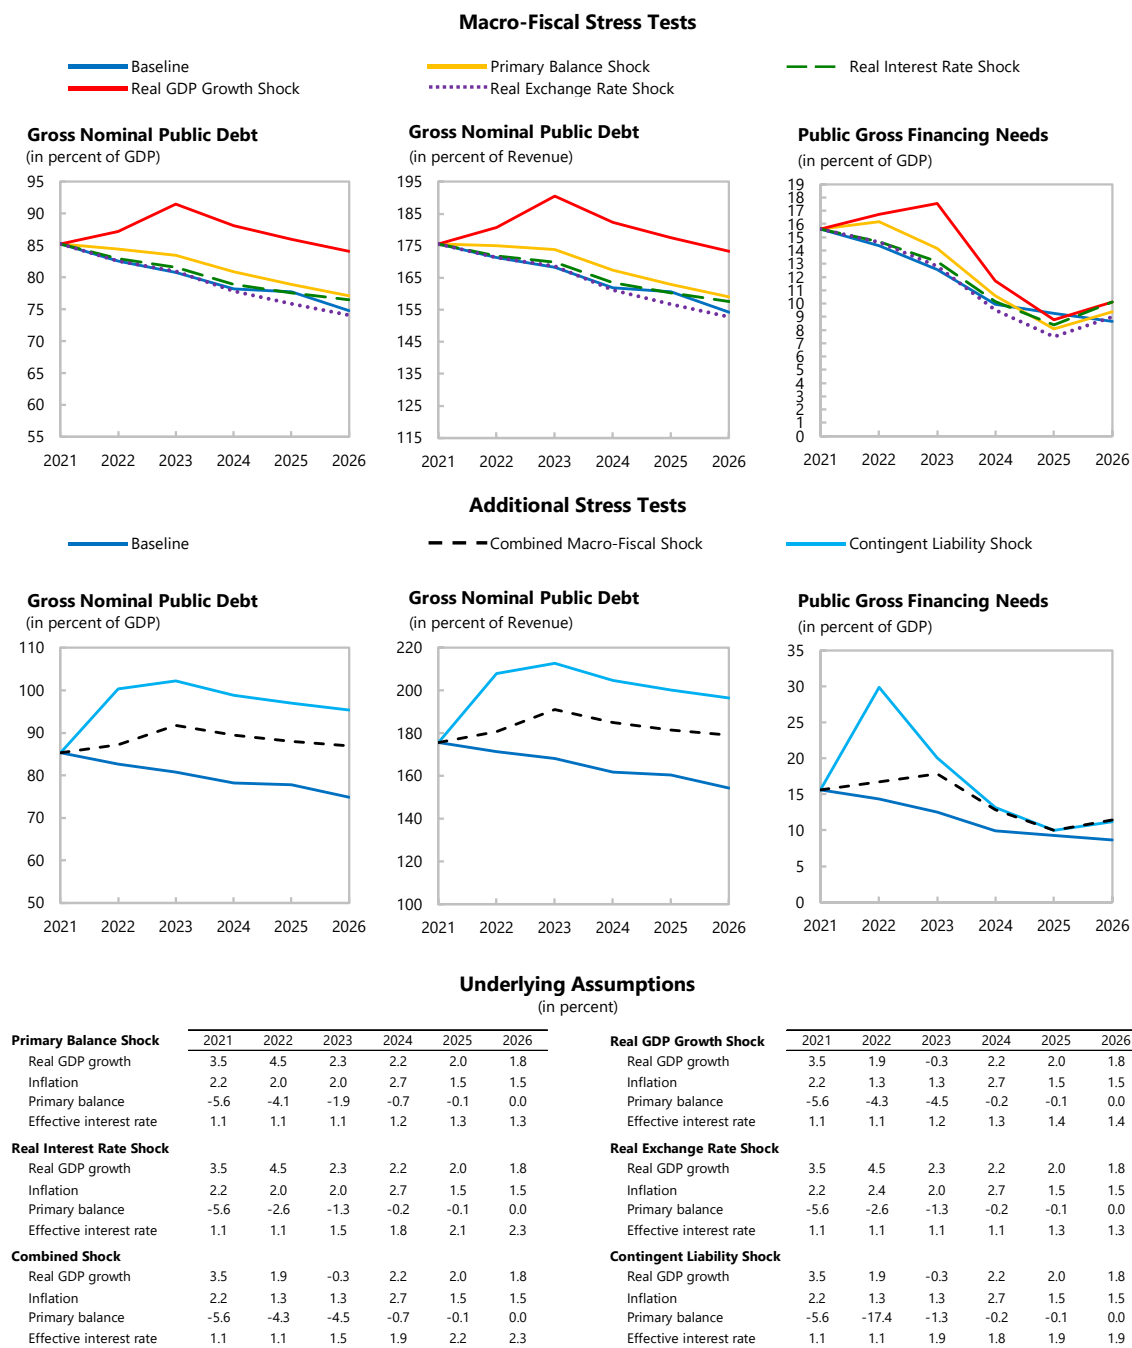 Macro-Fiscal Stress Tests
Baseline
Primary Balance Shock
Real Interest Rate Shock
Real GDP Growth Shock
Real Exchange Rate Shock
Gross Nominal Public Debt
(in percent of GDP)
95
90
85
80
75
70
65
60
55
2021 2022 2023 2024 2025 2026
Gross Nominal Public Debt
(in percent of Revenue)
195
185
175
165
155
145
135
125
115
2021 2022 2023 2024 2025 2026
Public Gross Financing Needs
(in percent of GDP)
19
18
17
16
15
14
13
12
11
10
9
8
7
6
5
4
3
2
1
0
2021 2022 2023 2024 2025 2026
Additional Stress Tests
Baseline
Combined Macro-Fiscal Shock
Contingent Liability Shock
Gross Nominal Public Debt
(in percent of GDP)
110
100
90
80
70
60
50
2021 2022 2023 2024 2025 2026
Gross Nominal Public Debt
(in percent of Revenue)
220
200
180
160
140
120
100
2021 2022 2023 2024 2025 2026
Public Gross Financing Needs
(in percent of GDP)
35
30
25
20
15
10
5
0
2021 2022 2023 2024 2025 2026
Underlying Assumptions
(in percent)
Primary Balance Shock 2021 2022 2023 2024 2025 2026
Real GDP growth 3.5 4.5 2.3 2.2 2.0 1.8
Inflation 2.2 2.0 2.0 2.7 1.5 1.5
Primary balance -5.6 -4.1 -1.9 -0.7 -0.1 0.0
Effective interest rate 1.1 1.1 1.1 1.2 1.3 1.3
Real Interest Rate Shock
Real GDP growth 3.5 4.5 2.3 2.2 2.0 1.8
Inflation 2.2 2.0 2.0 2.7 1.5 1.5
Primary balance -5.6 -2.6 -1.3 -0.2 -0.1 0.0
Effective interest rate 1.1 1.1 1.5 1.8 2.1 2.3
Combined Shock
Real GDP growth 3.5 1.9 -0.3 2.2 2.0 1.8
Inflation 2.2 1.3 1.3 2.7 1.5 1.5
Primary balance -5.6 -4.3 -4.5 -0.7 -0.1 0.0
Effective interest rate 1.1 1.1 1.5 1.9 2.2 2.3
Real GDP Growth Shock 2021 2022 2023 2024 2025 2026
Real GDP growth 3.5 1.9 -0.3 2.2 2.0 1.8
Inflation 2.2 1.3 1.3 2.7 1.5 1.5
Primary balance -5.6 -4.3 -4.5 -0.2 -0.1 0.0
Effective interest rate 1.1 1.1 1.2 1.3 1.4 1.4
Real Exchange Rate Shock
Real GDP growth 3.5 4.5 2.3 2.2 2.0 1.8
Inflation 2.2 2.4 2.0 2.7 1.5 1.5
Primary balance -5.6 -2.6 -1.3 -0.2 -0.1 0.0
Effective interest rate 1.1 1.1 1.1 1.1 1.3 1.3
Contingent Liability Shock
Real GDP growth 3.5 1.9 -0.3 2.2 2.0 1.8
Inflation 2.2 1.3 1.3 2.7 1.5 1.5
Primary balance -5.6 -17.4 -1.3 -0.2 -0.1 0.0
Effective interest rate 1.1 1.1 1.9 1.8 1.9 1.9